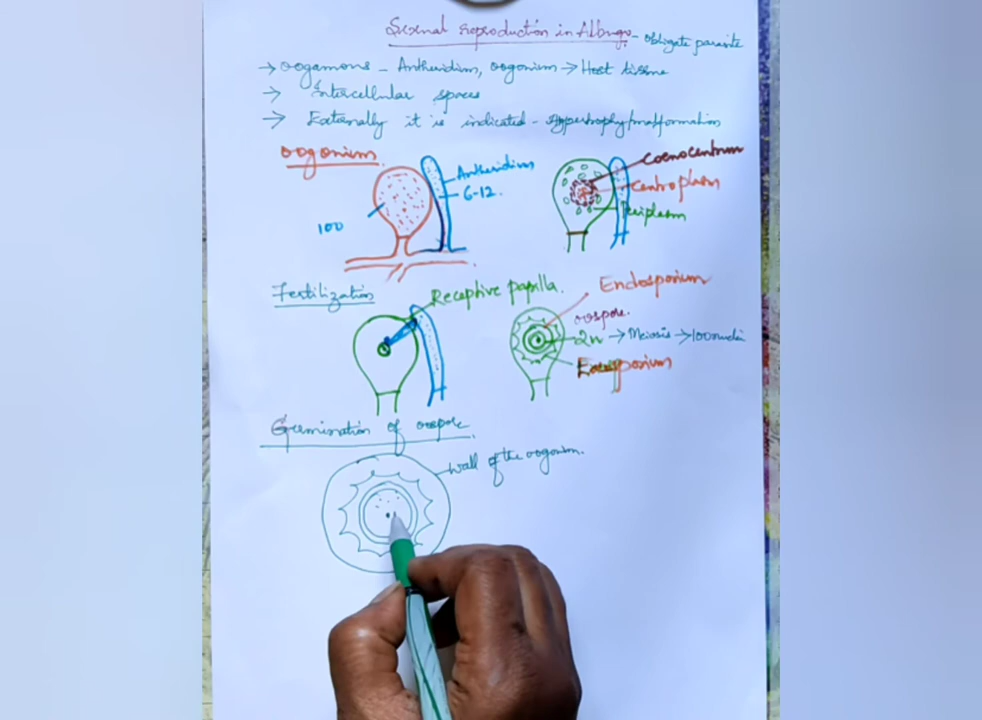 Sexual reproduction in Albugo - obligate parasite
→ oogamous - Antheridium, oogonium → Host tissue
→ Intercellular spaces
→ Externally it is indicated - Hypertrophy/malformation
oogonium
Antheridium
6-12
100
Coenocentrum
Centroplasm
Periplasm
Fertilization
Receptive papilla.
Endosporium
oospore.
2n → Meiosis → 100 nuclei
Exosporium
Germination of oospore
Wall of the oogonium.